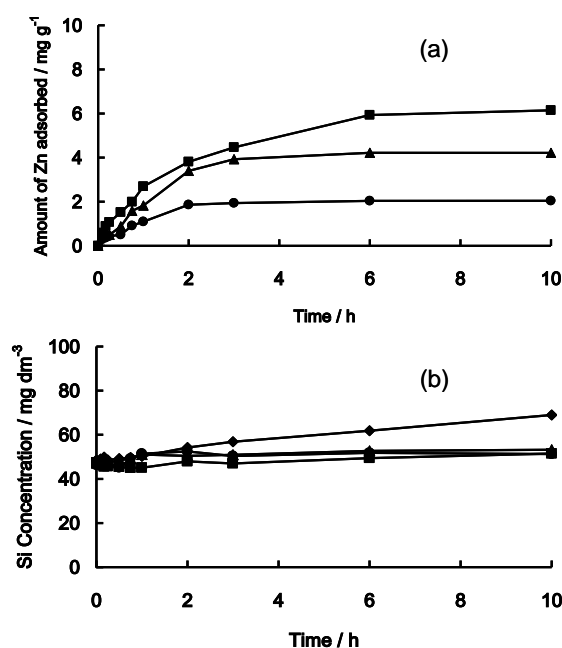 (a)
Amount of Zn adsorbed / mg g⁻¹
10
8
6
4
2
0
0 2 4 6 8 10
Time / h
(b)
Si Concentration / mg dm⁻³
100
80
60
40
20
0
0 2 4 6 8 10
Time / h